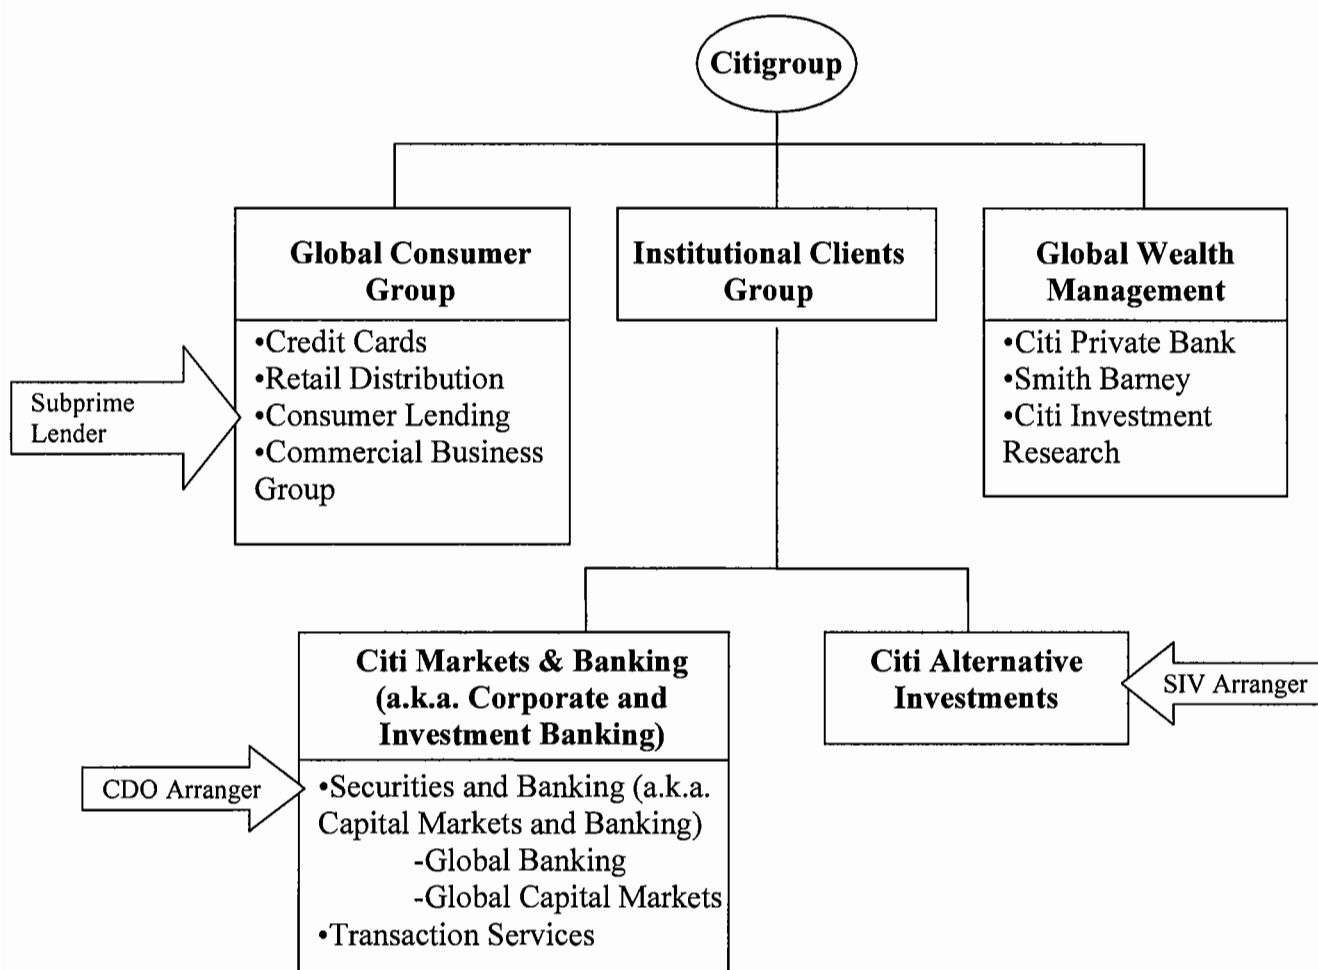 Citigroup
Global Consumer
Group
•Credit Cards
•Retail Distribution
•Consumer Lending
•Commercial Business
Group
Subprime
Lender
Institutional Clients
Group
Global Wealth
Management
•Citi Private Bank
•Smith Barney
•Citi Investment
Research
Citi Markets & Banking
(a.k.a. Corporate and
Investment Banking)
•Securities and Banking (a.k.a.
Capital Markets and Banking)
-Global Banking
-Global Capital Markets
•Transaction Services
CDO Arranger
Citi Alternative
Investments
SIV Arranger